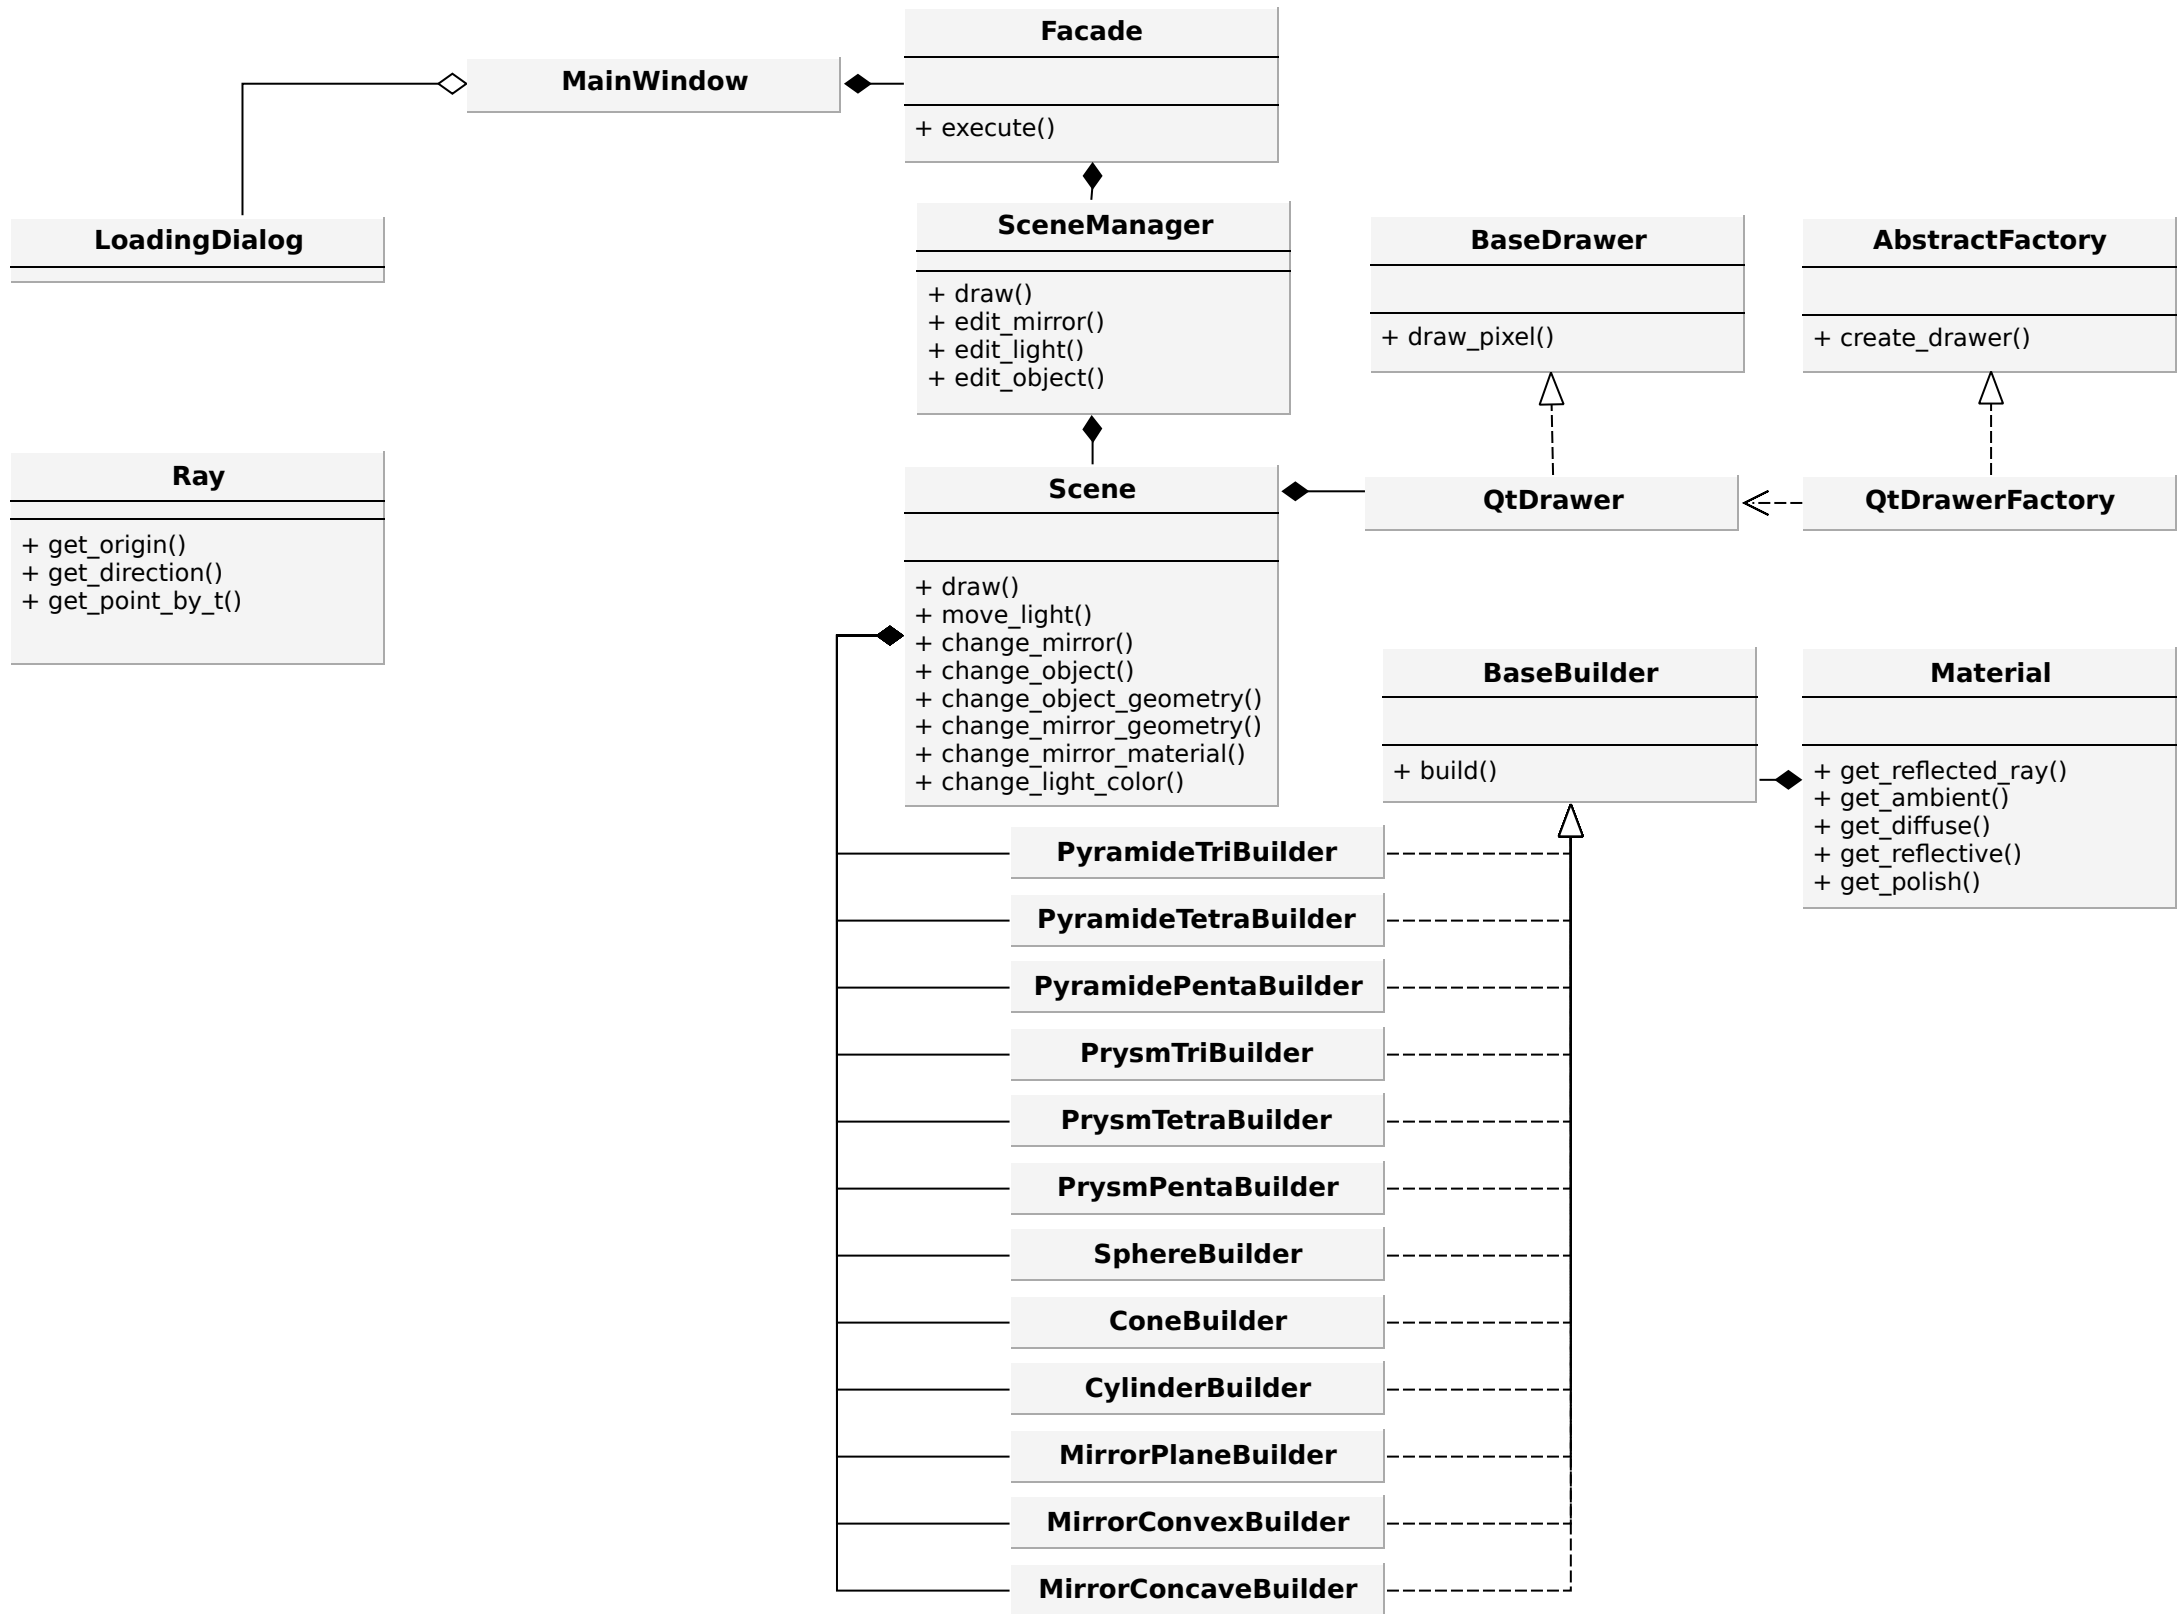 Facade
+ execute()
MainWindow
LoadingDialog
SceneManager
+ draw()
+ edit_mirror()
+ edit_light()
+ edit_object()
BaseDrawer
+ draw_pixel()
AbstractFactory
+ create_drawer()
Ray
+ get_origin()
+ get_direction()
+ get_point_by_t()
Scene
+ draw()
+ move_light()
+ change_mirror()
+ change_object()
+ change_object_geometry()
+ change_mirror_geometry()
+ change_mirror_material()
+ change_light_color()
QtDrawer
QtDrawerFactory
BaseBuilder
+ build()
Material
+ get_reflected_ray()
+ get_ambient()
+ get_diffuse()
+ get_reflective()
+ get_polish()
PyramideTriBuilder
PyramideTetraBuilder
PyramidePentaBuilder
PrysmTriBuilder
PrysmTetraBuilder
PrysmPentaBuilder
SphereBuilder
ConeBuilder
CylinderBuilder
MirrorPlaneBuilder
MirrorConvexBuilder
MirrorConcaveBuilder